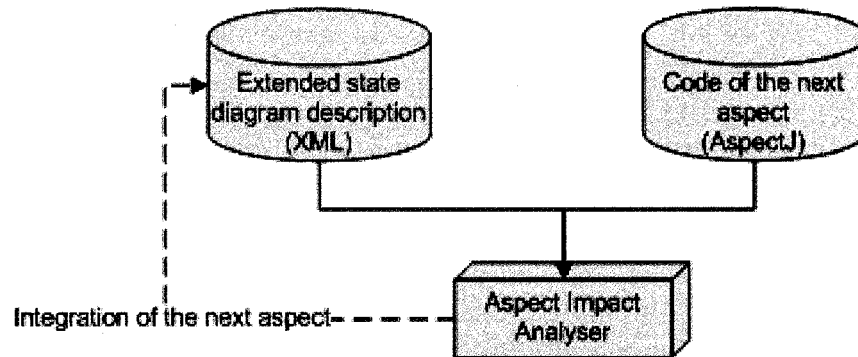 Extended state
diagram description
(XML)
Code of the next
aspect
(AspectJ)
Integration of the next aspect
Aspect Impact
Analyser